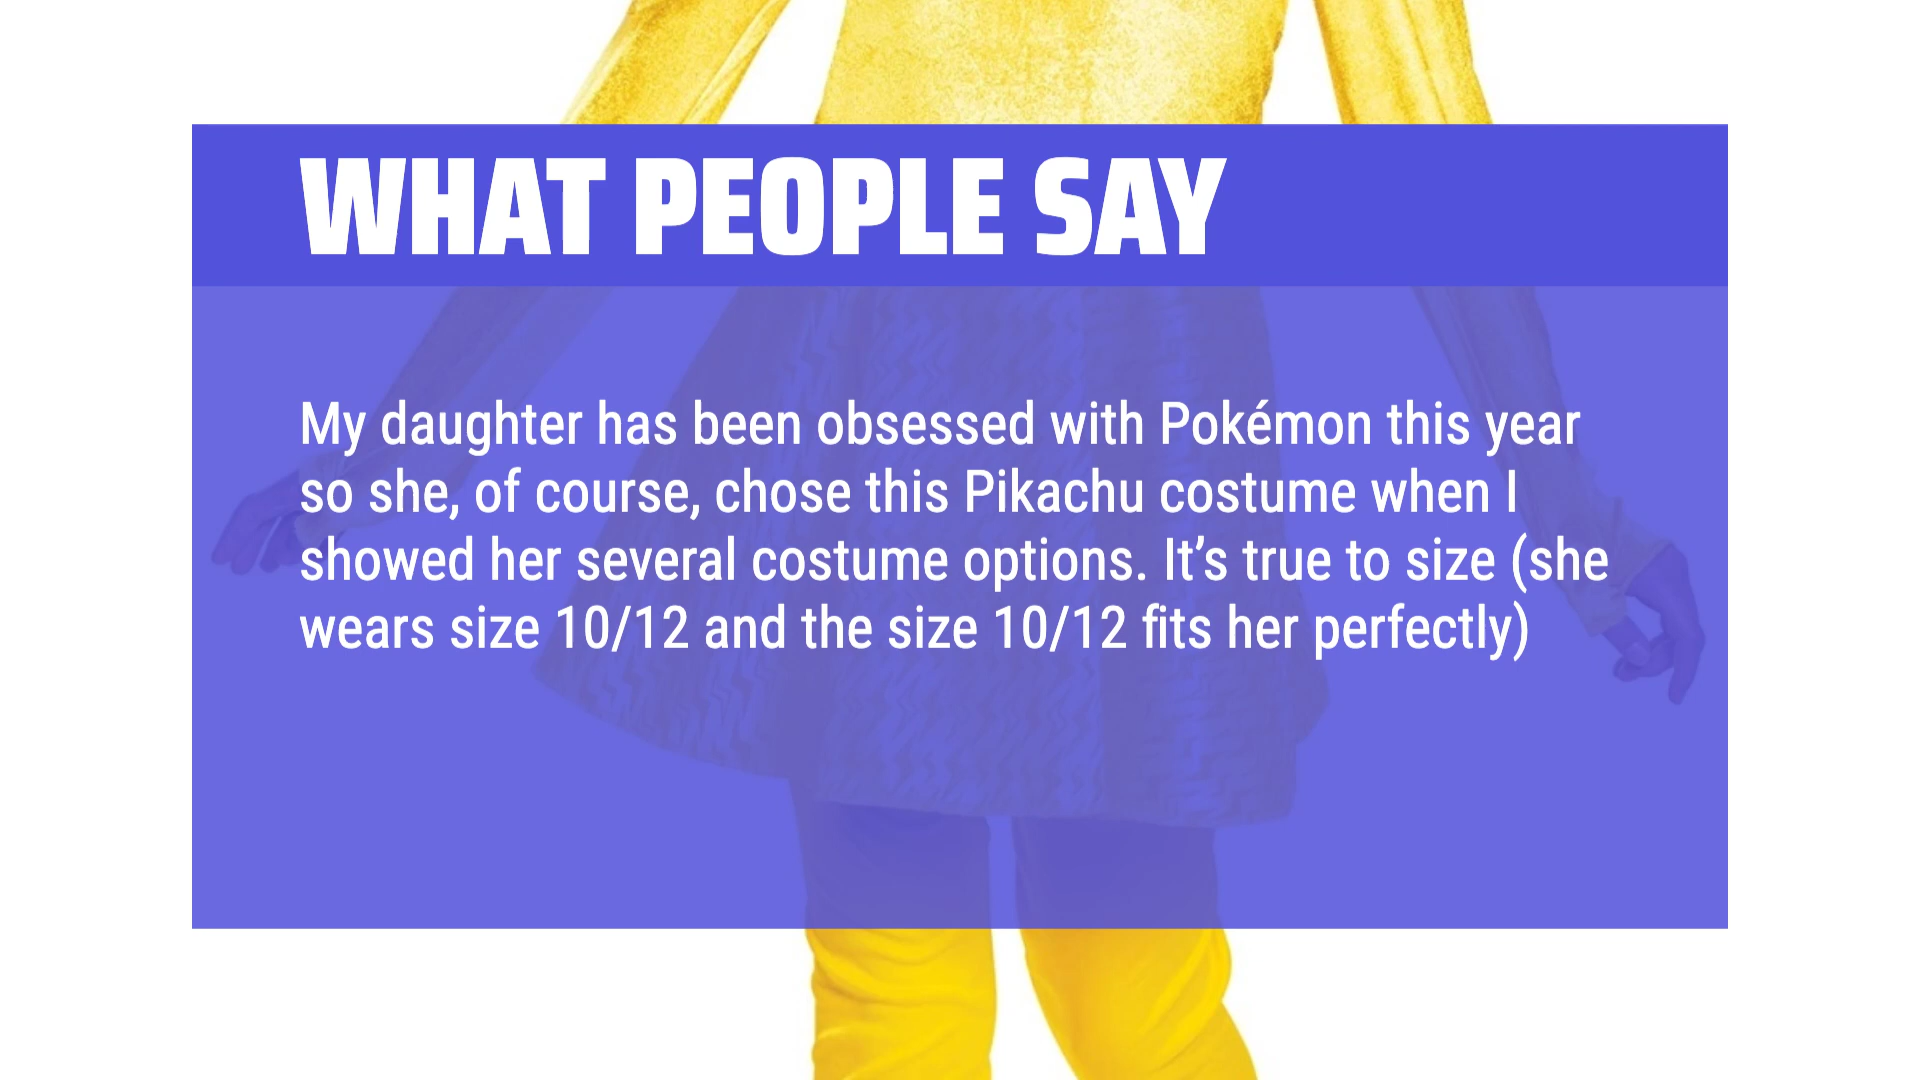 WHAT PEOPLE SAY
My daughter has been obsessed with Pokémon this year
so she, of course, chose this Pikachu costume when I
showed her several costume options. It’s true to size (she
wears size 10/12 and the size 10/12 fits her perfectly)